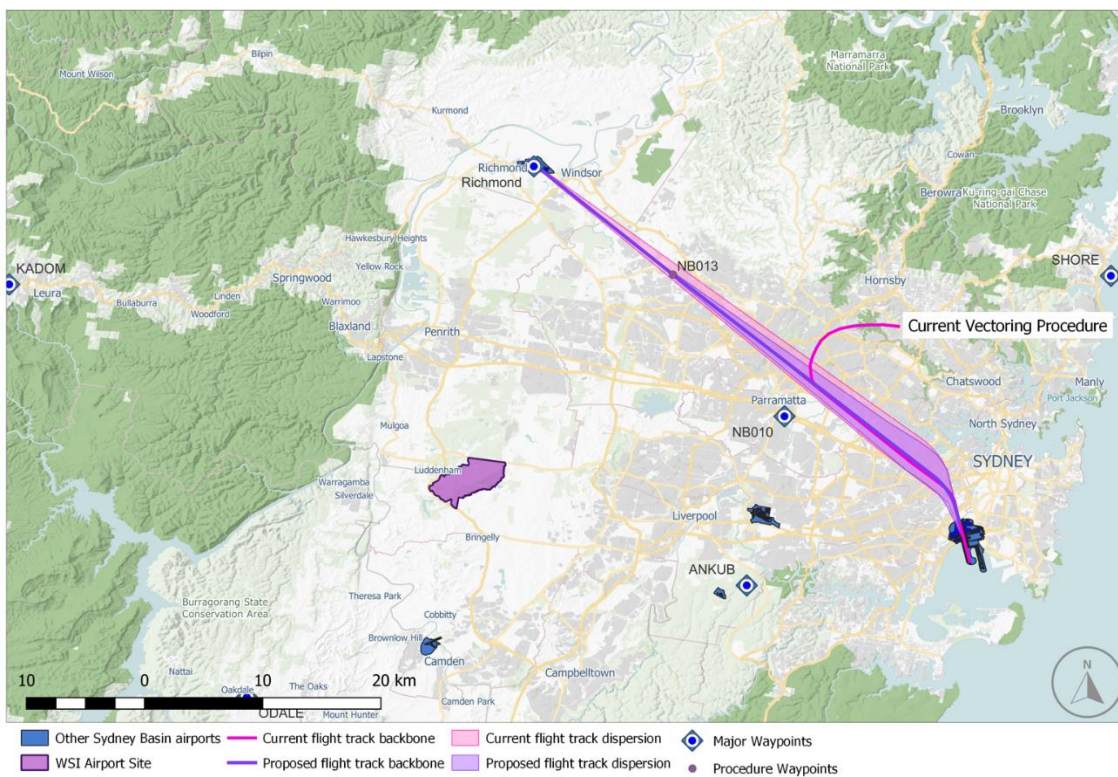 Marramarra
National Park
Bilpin
Mount Wilson
Brooklyn
Kurmond
Cowan
Richmond
Richmond
Windsor
Berowra
Ku-ring-gai Chase
National Park
Hawkesbury Heights
NB013
SHORE
KADOM
Leura
Yellow Rock
Springwood
Hornsby
Linden
Bullaburra
Woodford
Warrimoo
Blaxland
Penrith
Current Vectoring Procedure
Lapstone
Chatswood
Manly
Parramatta
Port Jackson
NB010
North Sydney
Mulgoa
SYDNEY
Luddenham
Warragamba
Silverdale
Liverpool
Bringelly
ANKUB
Theresa Park
Burragorang State
Conservation Area
Cobbitty
Brownlow Hill
Camden
Campbelltown
Nattai
N
10 0 10 20 km
Oakdale
The Oaks
Camden Park
ODALE
Mount Hunter
Other Sydney Basin airports
Current flight track backbone
Current flight track dispersion
Major Waypoints
WSI Airport Site
Proposed flight track backbone
Proposed flight track dispersion
Procedure Waypoints